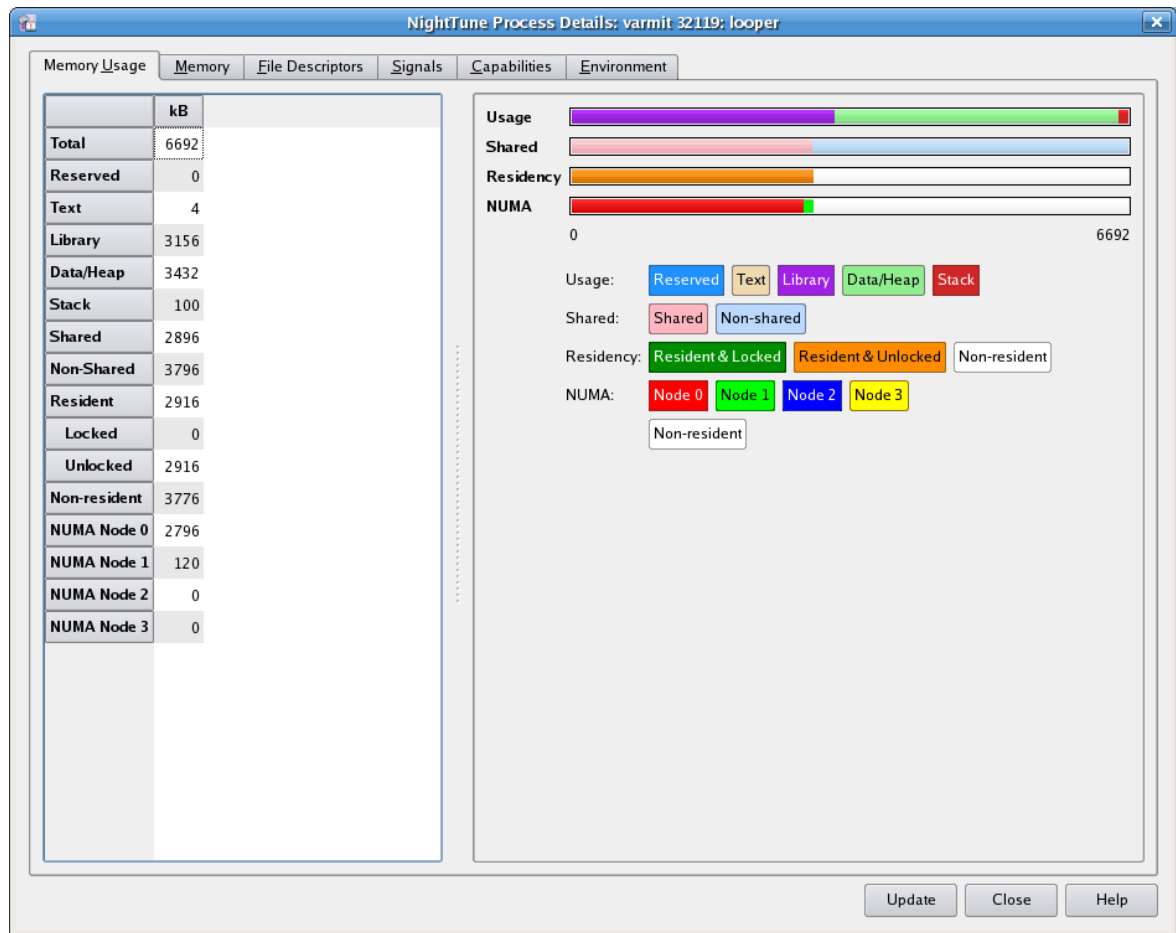 NightTune Process Details: varmit 32119: looper
Memory Usage Memory File Descriptors Signals Capabilities Environment
kB
Total 6692
Reserved 0
Text 4
Library 3156
Data/Heap 3432
Stack 100
Shared 2896
Non-Shared 3796
Resident 2916
Locked 0
Unlocked 2916
Non-resident 3776
NUMA Node 0 2796
NUMA Node 1 120
NUMA Node 2 0
NUMA Node 3 0
Usage
Shared
Residency
NUMA
0 6692
Usage: Reserved Text Library Data/Heap Stack
Shared: Shared Non-shared
Residency: Resident & Locked Resident & Unlocked Non-resident
NUMA: Node 0 Node 1 Node 2 Node 3
Non-resident
Update Close Help